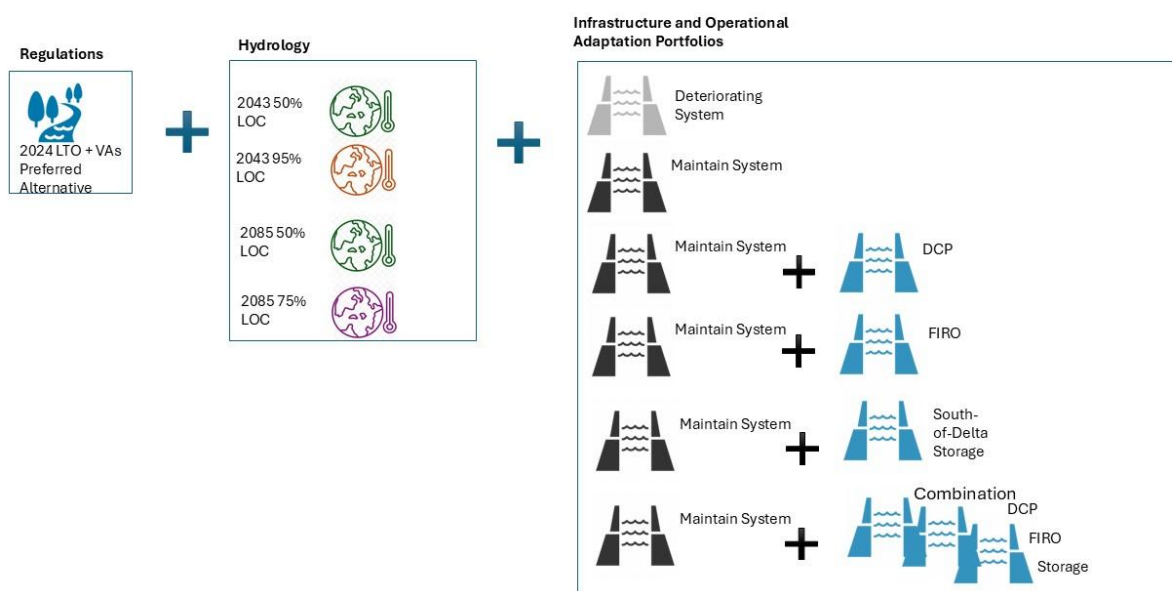 Regulations
2024 LTO + VAs
Preferred
Alternative
Hydrology
2043 50%
LOC
2043 95%
LOC
2085 50%
LOC
2085 75%
LOC
Infrastructure and Operational
Adaptation Portfolios
Deteriorating
System
Maintain System
Maintain System
DCP
Maintain System
FIRO
Maintain System
South-
of-Delta
Storage
Maintain System
Combination
DCP
FIRO
Storage